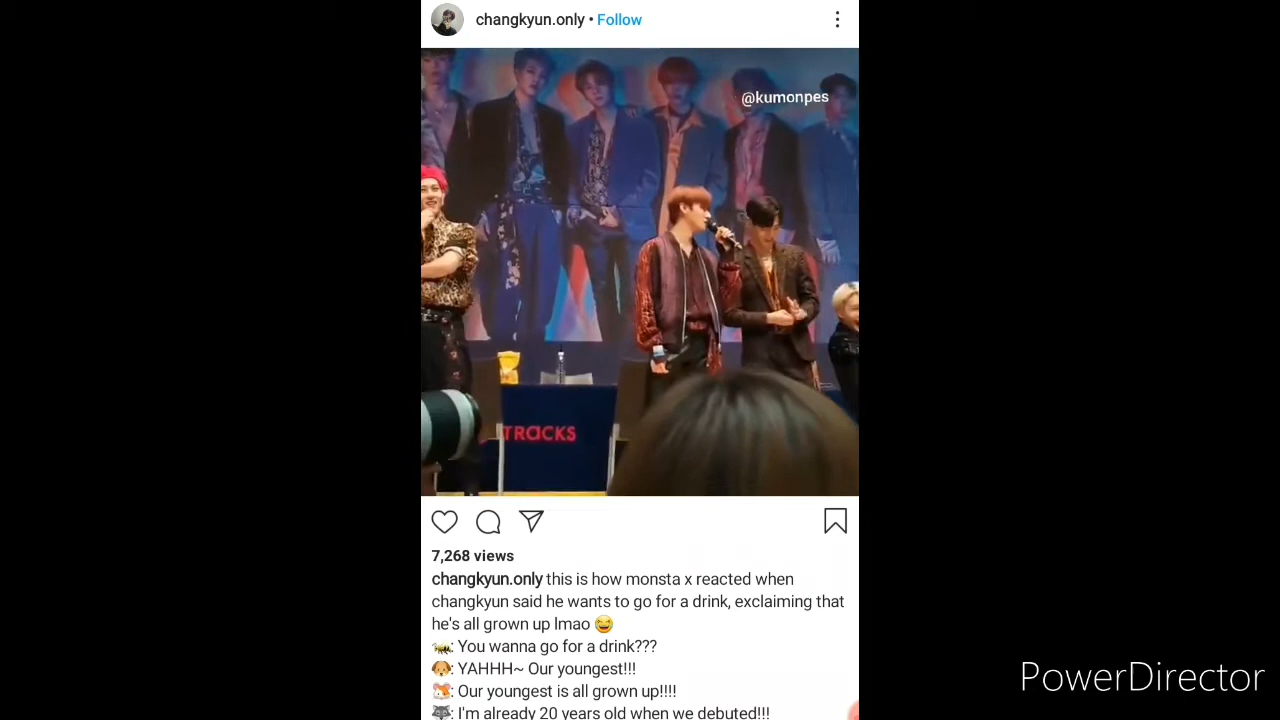 changkyun.only • Follow
@kumonpes
TRACKS
7,268 views
changkyun.only this is how monsta x reacted when
changkyun said he wants to go for a drink, exclaiming that
he's all grown up lmao 😆
🐝: You wanna go for a drink???
🐶: YAHHH~ Our youngest!!!
🐹: Our youngest is all grown up!!!!
🐺: I'm already 20 years old when we debuted!!!
PowerDirector